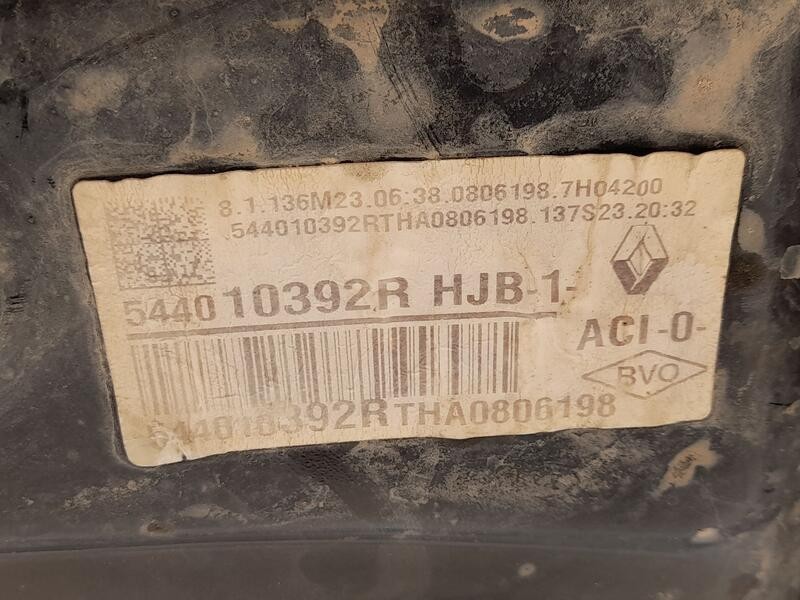 8.1.136M23.06:38.0806198.7H04200
544010392RTHA0806198.137S23.20:32
544010392R HJB-1-
ACI-0-
BVO
544010392RTHA0806198